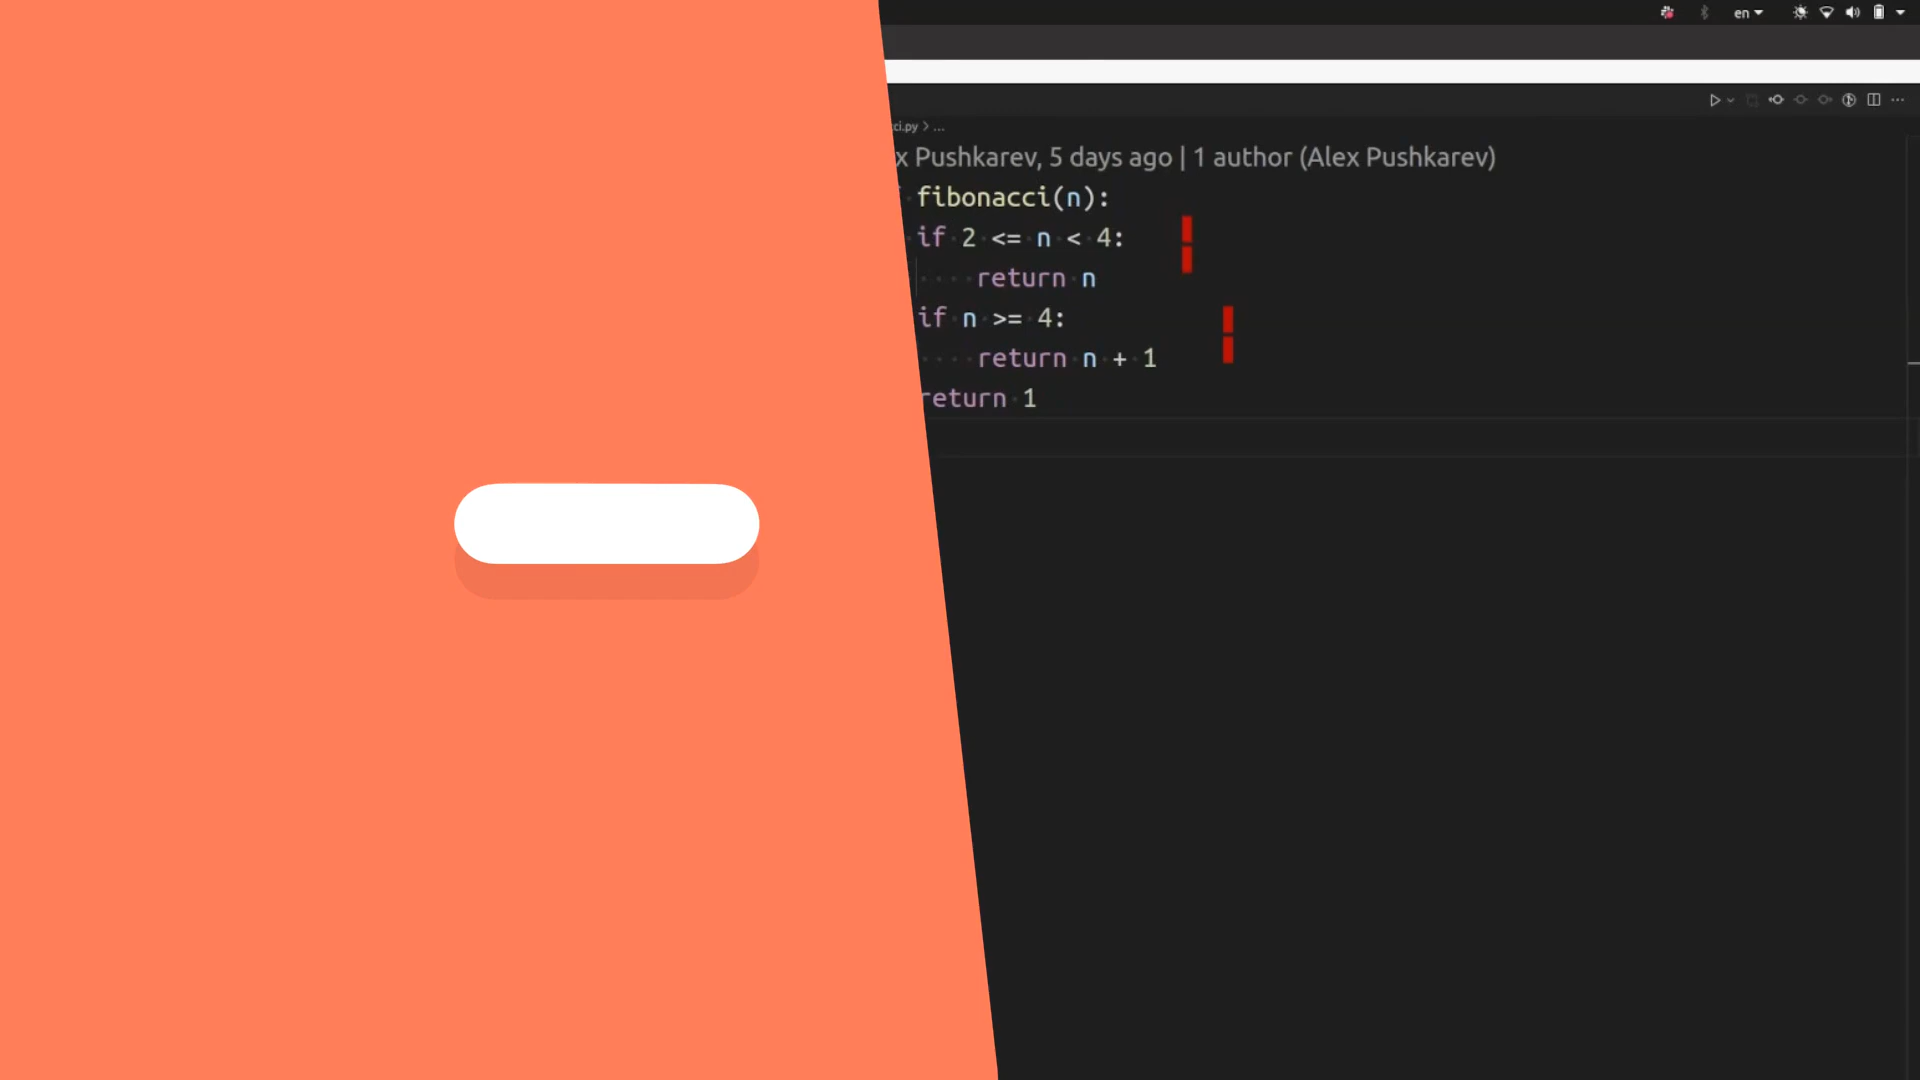 en
ci.py > ...
x Pushkarev, 5 days ago | 1 author (Alex Pushkarev)
fibonacci(n):
if 2 <= n < 4:
return n
if n >= 4:
return n + 1
return 1